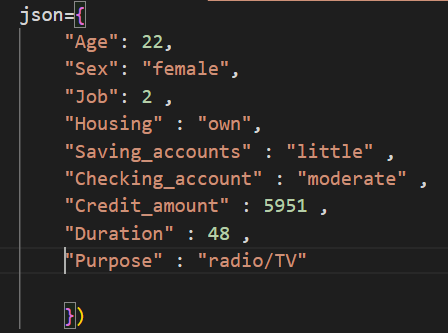 json={
"Age": 22,
"Sex": "female",
"Job": 2 ,
"Housing" : "own",
"Saving_accounts" : "little" ,
"Checking_account" : "moderate" ,
"Credit_amount" : 5951 ,
"Duration" : 48 ,
"Purpose" : "radio/TV"
})